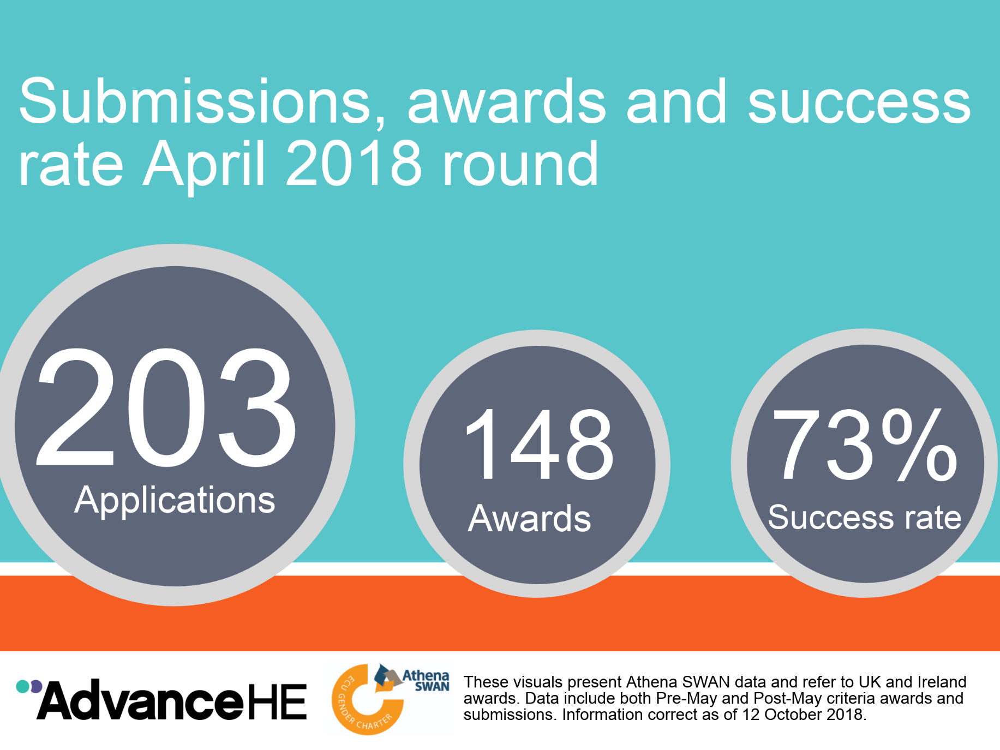 Submissions, awards and success
rate April 2018 round
203
Applications
148
Awards
73%
Success rate
AdvanceHE
ECU GENDER CHARTER
Athena
SWAN
These visuals present Athena SWAN data and refer to UK and Ireland
awards. Data include both Pre-May and Post-May criteria awards and
submissions. Information correct as of 12 October 2018.